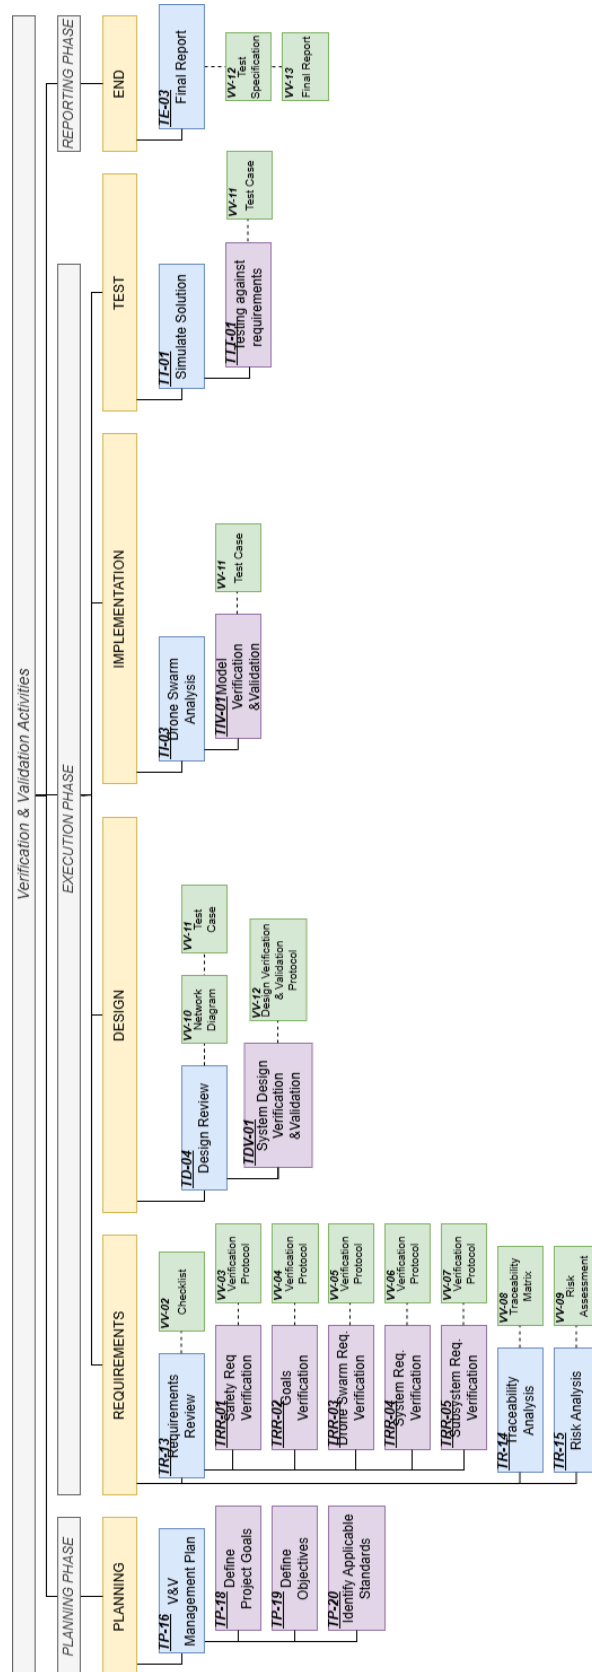 Verification & Validation Activities
PLANNING PHASE
EXECUTION PHASE
REPORTING PHASE
PLANNING
REQUIREMENTS
DESIGN
IMPLEMENTATION
TEST
END
TP-16
V&V
Management Plan
TP-18
Define
Project Goals
TP-19
Define
Objectives
TP-20
Identify Applicable
Standards
TR-13
Requirements
Review
VV-02
Checklist
TRR-01
Safety Req
Verification
VV-03
Verification
Protocol
TRR-02
Goals
Verification
VV-04
Verification
Protocol
TRR-03
Drone Swarm Req.
Verification
VV-05
Verification
Protocol
TRR-04
System Req.
Verification
VV-06
Verification
Protocol
TRR-05
Subsystem Req.
Verification
VV-07
Verification
Protocol
TR-14
Traceability
Analysis
VV-08
Traceability
Matrix
TR-15
Risk Analysis
VV-09
Risk
Assessment
TD-04
Design Review
VV-10
Network
Diagram
VV-11
Test
Case
TDV-01
System Design
Verification
&Validation
VV-12
Design Verification
& Validation
Protocol
TI-03
Drone Swarm
Analysis
TIV-01
Model
Verification
&Validation
VV-11
Test Case
TT-01
Simulate Solution
TTT-01
Testing against
requirements
VV-11
Test Case
TE-03
Final Report
VV-12
Test
Specification
VV-13
Final Report